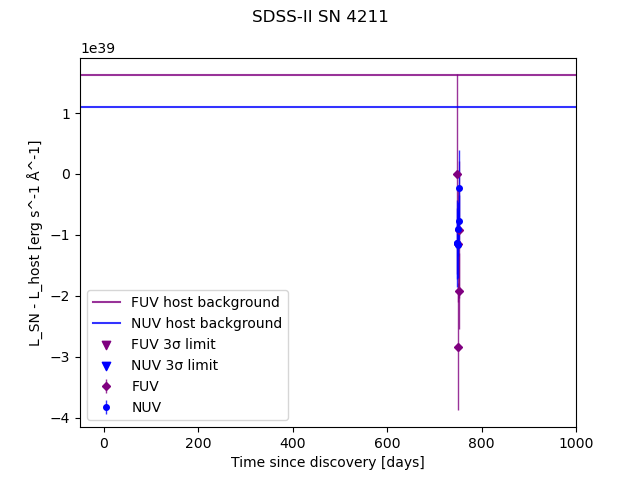 SDSS-II SN 4211
1e39
L_SN - L_host [erg s^-1 Å^-1]
1
0
−1
−2
−3
−4
FUV host background
NUV host background
FUV 3σ limit
NUV 3σ limit
FUV
NUV
0 200 400 600 800 1000
Time since discovery [days]